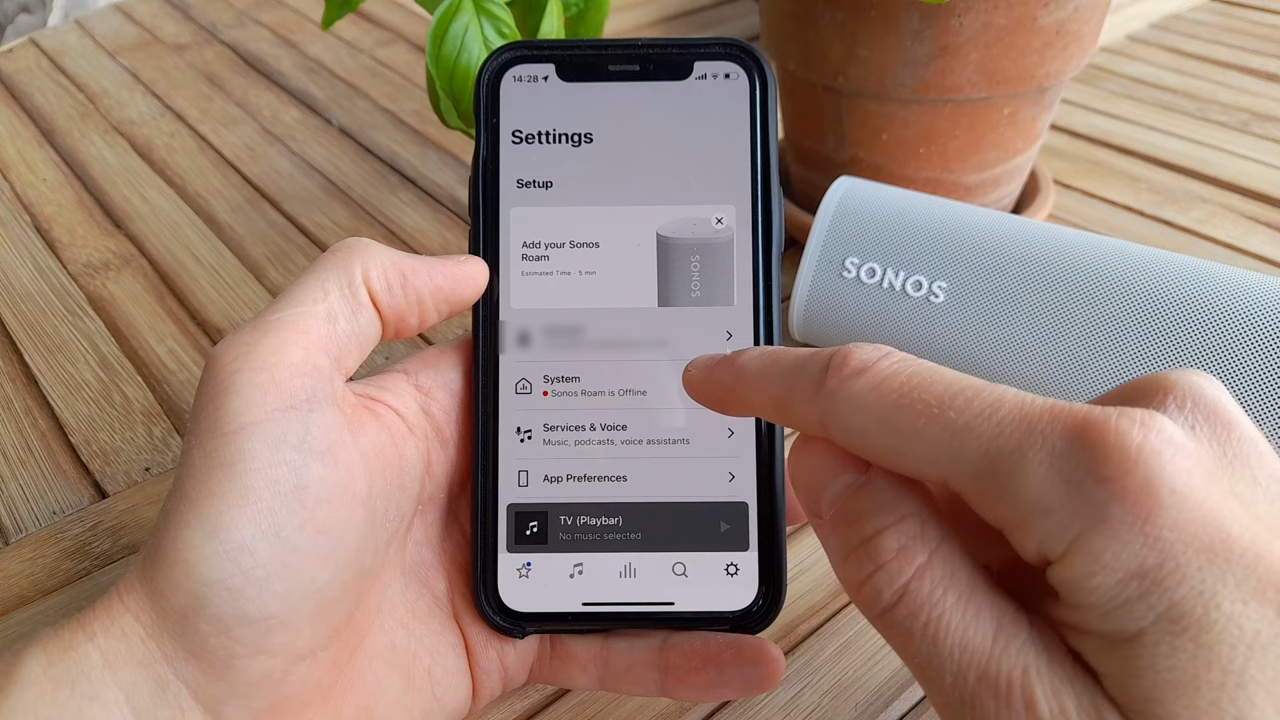 14:28
Settings
Setup
Add your Sonos
Roam
Estimated Time - 5 min
SONOS
SONOS
System
Sonos Roam is Offline
Services & Voice
Music, podcasts, voice assistants
App Preferences
TV (Playbar)
No music selected